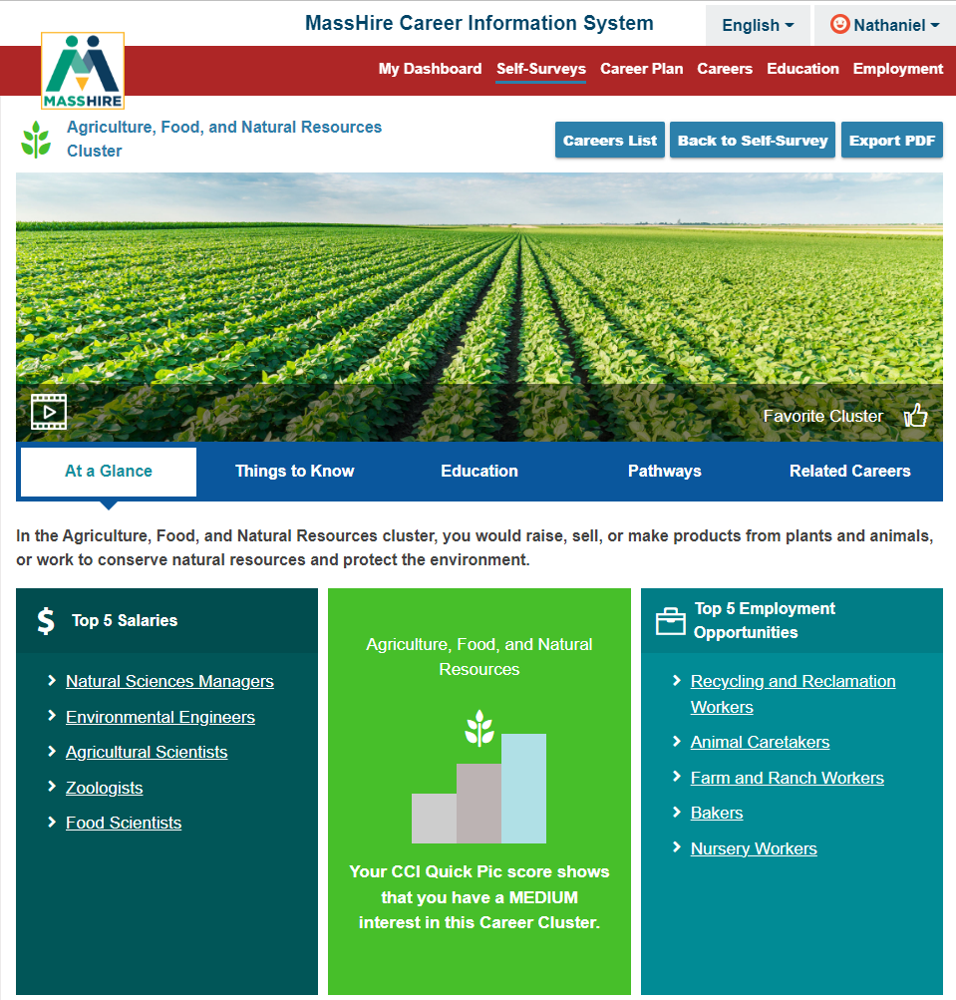 MassHire Career Information System
English
Nathaniel
MASSHIRE
My Dashboard Self-Surveys Career Plan Careers Education Employment
Agriculture, Food, and Natural Resources
Cluster
Careers List
Back to Self-Survey
Export PDF
Favorite Cluster
At a Glance
Things to Know
Education
Pathways
Related Careers
In the Agriculture, Food, and Natural Resources cluster, you would raise, sell, or make products from plants and animals,
or work to conserve natural resources and protect the environment.
$ Top 5 Salaries
Natural Sciences Managers
Environmental Engineers
Agricultural Scientists
Zoologists
Food Scientists
Agriculture, Food, and Natural
Resources
Your CCI Quick Pic score shows
that you have a MEDIUM
interest in this Career Cluster.
Top 5 Employment
Opportunities
Recycling and Reclamation
Workers
Animal Caretakers
Farm and Ranch Workers
Bakers
Nursery Workers